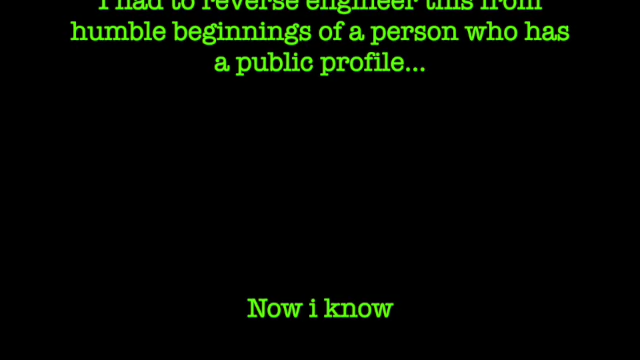 I had to reverse engineer this from
humble beginnings of a person who has
a public profile...
Now i know